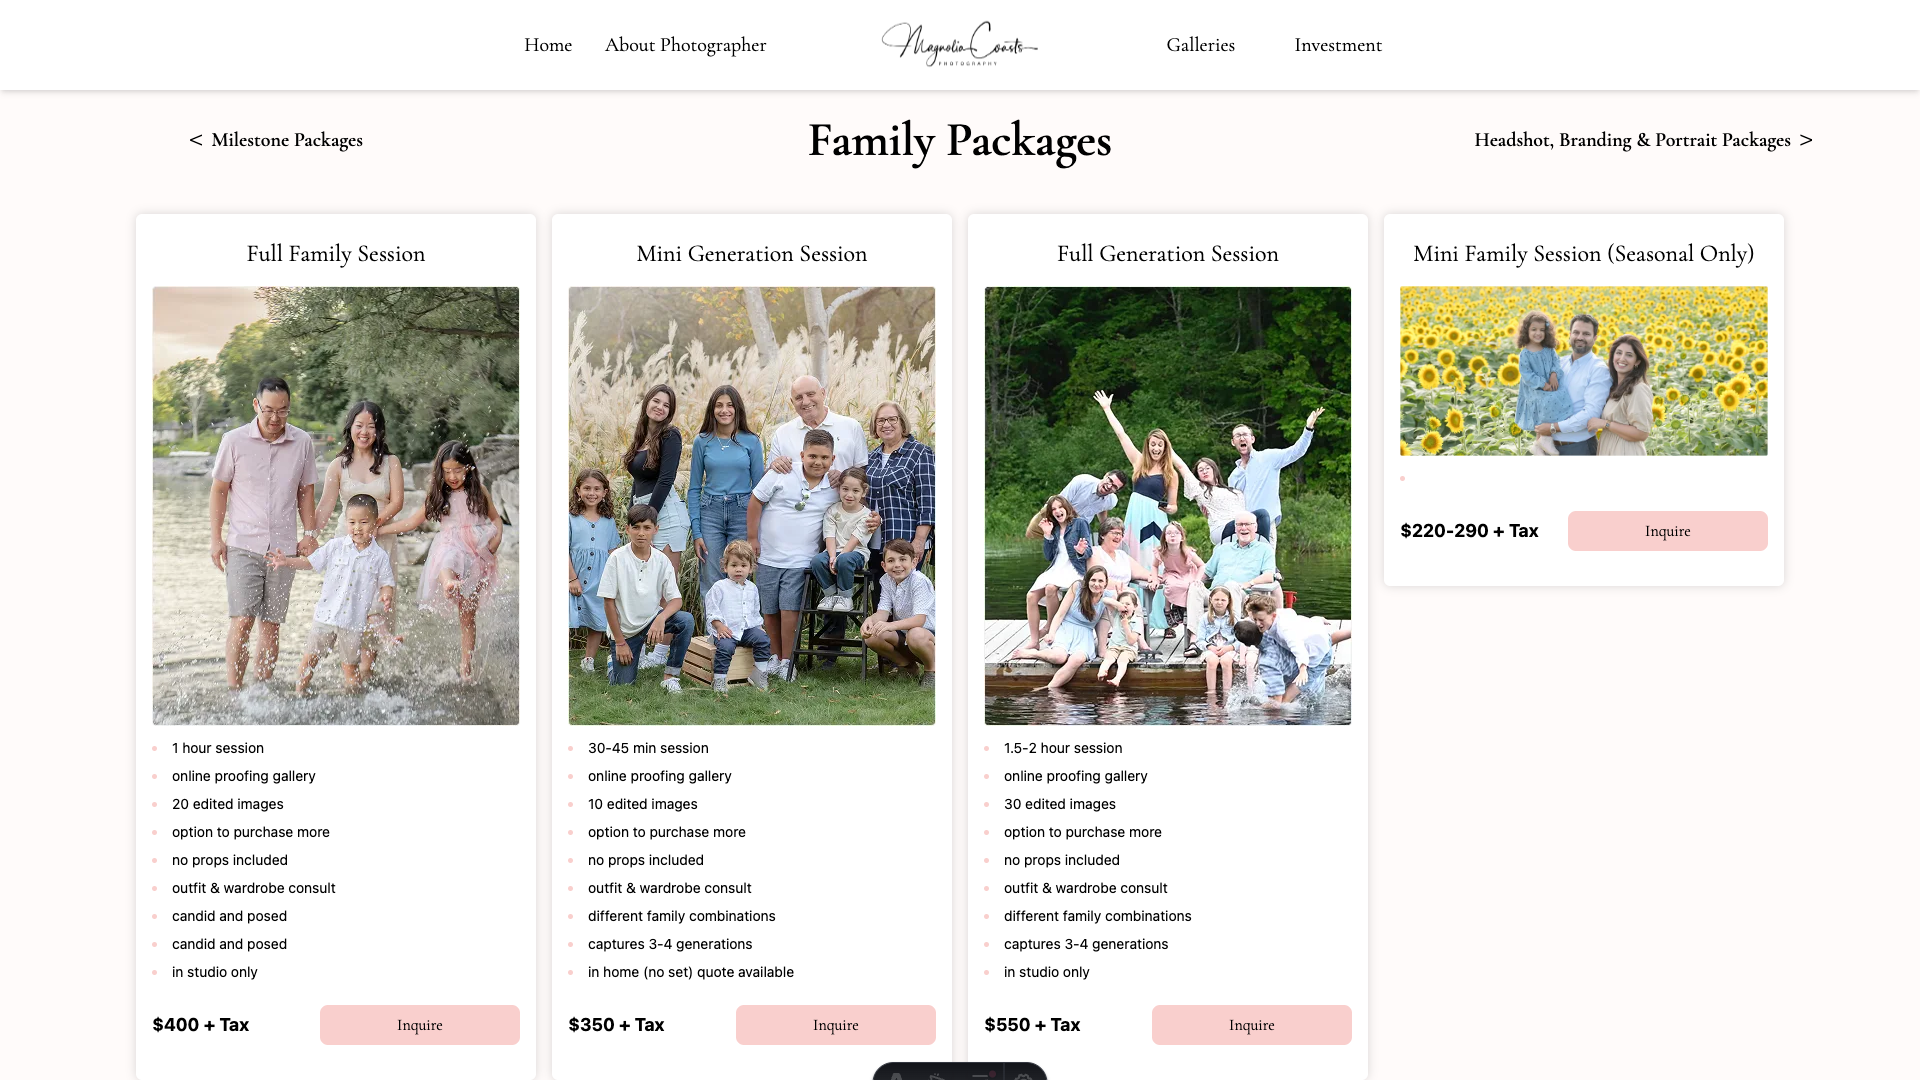 Home
About Photographer
Magnolia Coasts
PHOTOGRAPHY
Galleries
Investment
< Milestone Packages
Family Packages
Headshot, Branding & Portrait Packages >
Full Family Session
1 hour session
online proofing gallery
20 edited images
option to purchase more
no props included
outfit & wardrobe consult
candid and posed
candid and posed
in studio only
$400 + Tax
Inquire
Mini Generation Session
30-45 min session
online proofing gallery
10 edited images
option to purchase more
no props included
outfit & wardrobe consult
different family combinations
captures 3-4 generations
in home (no set) quote available
$350 + Tax
Inquire
Full Generation Session
1.5-2 hour session
online proofing gallery
30 edited images
option to purchase more
no props included
outfit & wardrobe consult
different family combinations
captures 3-4 generations
in studio only
$550 + Tax
Inquire
Mini Family Session (Seasonal Only)
$220-290 + Tax
Inquire